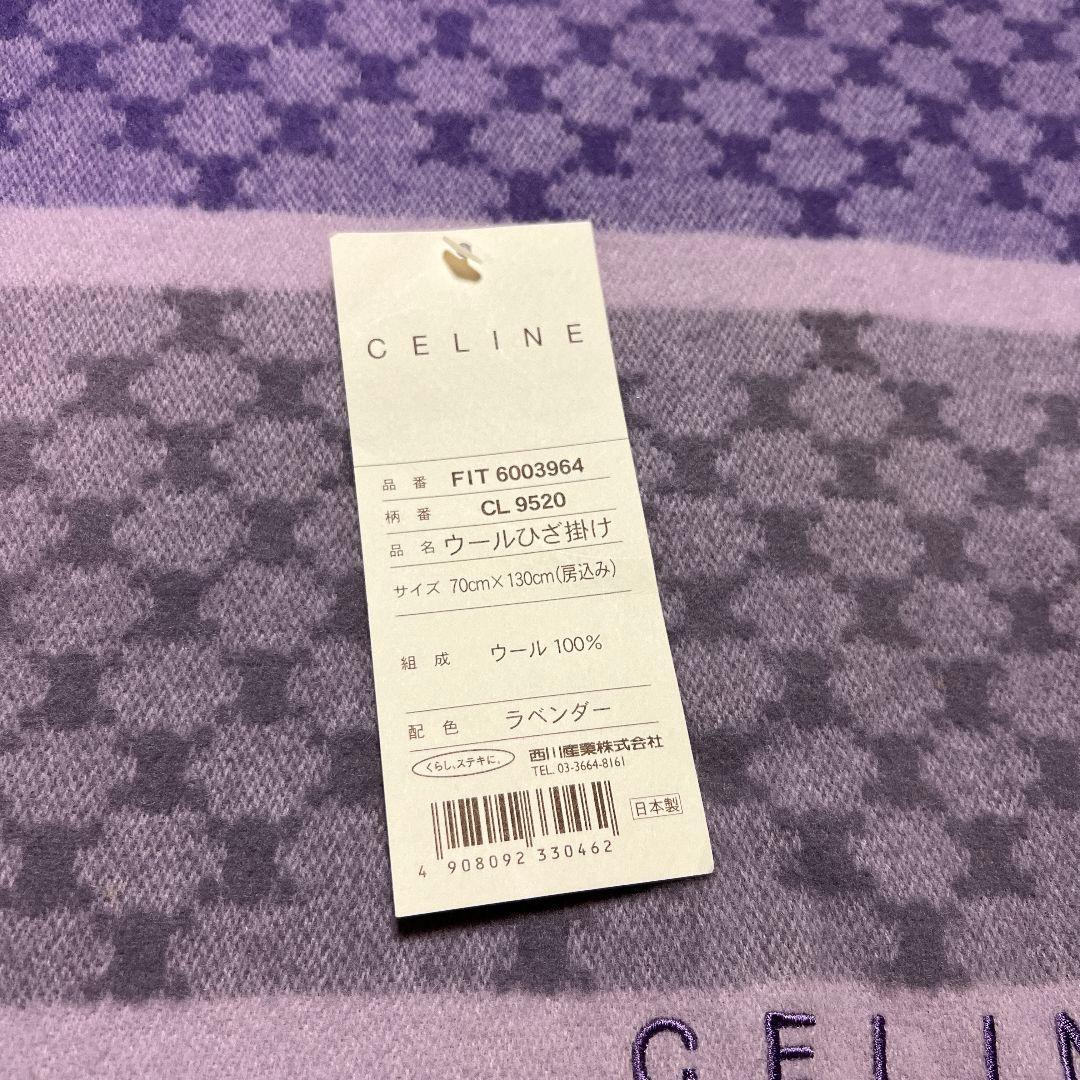 CELINE
品番 FIT 6003964
柄番 CL 9520
品名 ウールひざ掛け
サイズ 70cm×130cm(房込み)
組成 ウール 100%
配色 ラベンダー
くらし、ステキに。 西川産業株式会社
TEL. 03-3664-8161
日本製
4 908092 330462
CELIN